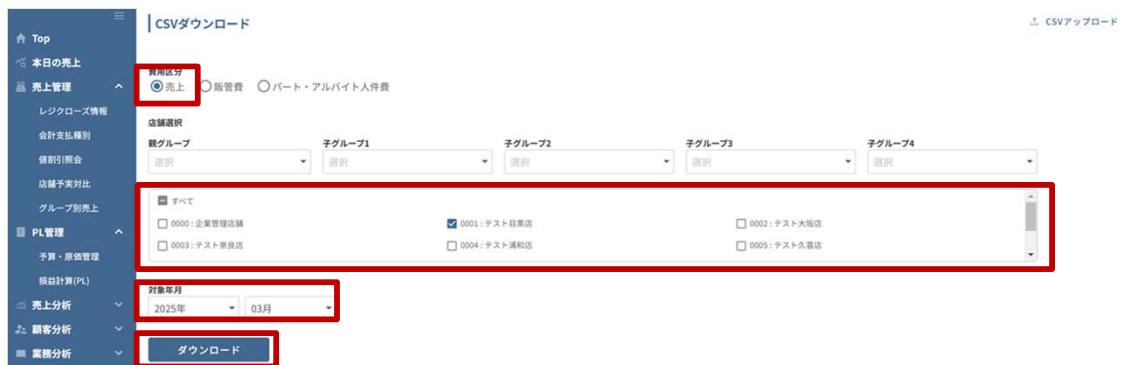 CSVダウンロード
CSVアップロード
Top
本日の売上
売上管理
レジクローズ情報
会計支払種別
値割引照会
店舗予実対比
グループ別売上
PL管理
予算・原価管理
損益計算(PL)
売上分析
顧客分析
業務分析
費用区分
売上 販管費 パート・アルバイト人件費
店舗選択
親グループ 子グループ1 子グループ2 子グループ3 子グループ4
選択 選択 選択 選択 選択
すべて
0000:企業管理店舗 0001:テスト目黒店 0002:テスト大阪店
0003:テスト奈良店 0004:テスト浦和店 0005:テスト久喜店
対象年月
2025年 03月
ダウンロード